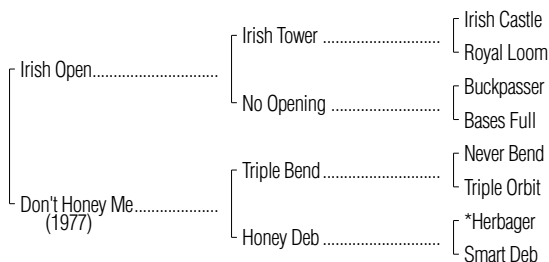 Irish Castle
Irish Tower ............................................
Royal Loom
Irish Open................................................
Buckpasser
No Opening .........................................
Bases Full
Never Bend
Triple Bend............................................
Triple Orbit
Don't Honey Me................................
(1977)
*Herbager
Honey Deb ............................................
Smart Deb